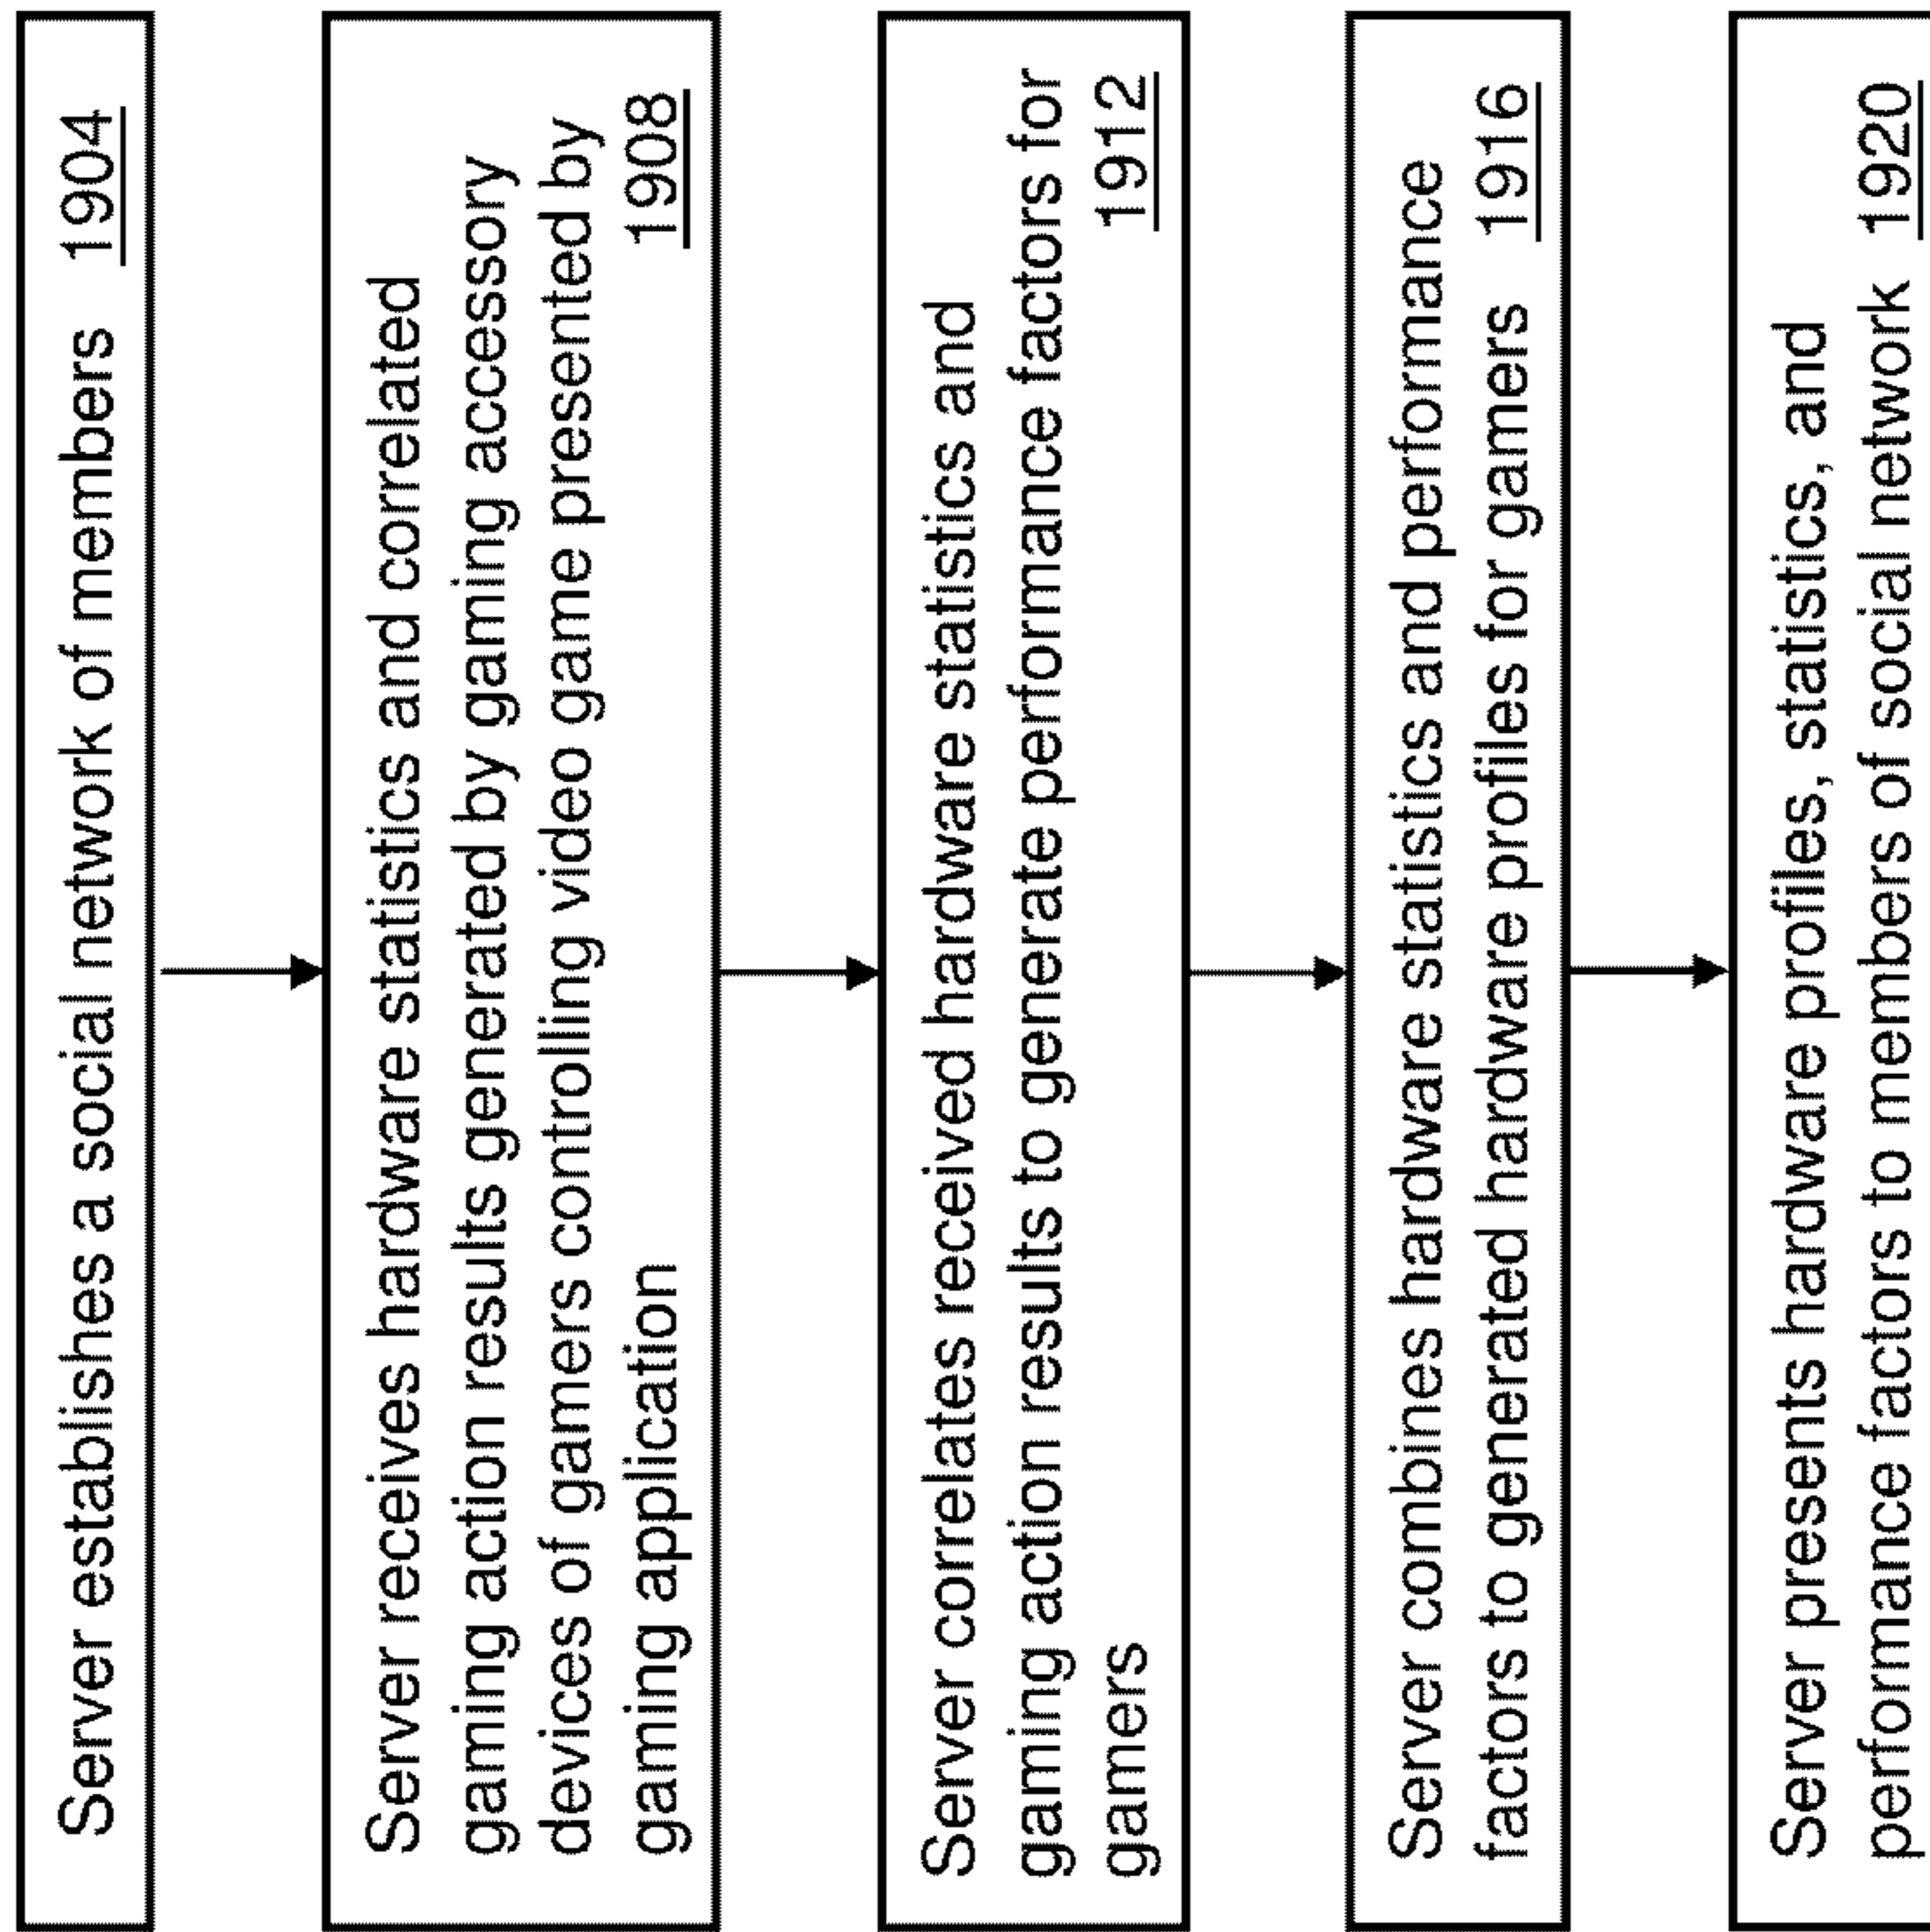 Server establishes a social network of members 1904
Server receives hardware statistics and correlated
gaming action results generated by gaming accessory
devices of gamers controlling video game presented by
gaming application 1908
Server correlates received hardware statistics and
gaming action results to generate performance factors for
gamers 1912
Server combines hardware statistics and performance
factors to generated hardware profiles for gamers 1916
Server presents hardware profiles, statistics, and
performance factors to members of social network 1920